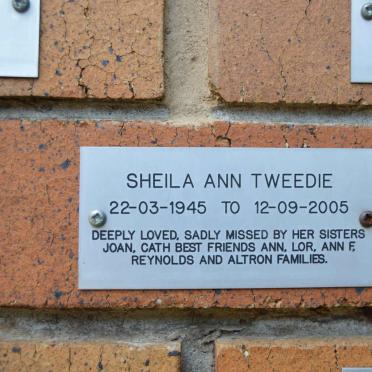 SHEILA ANN TWEEDIE
22-03-1945 TO 12-09-2005
DEEPLY LOVED, SADLY MISSED BY HER SISTERS
JOAN, CATH BEST FRIENDS ANN, LOR, ANN F,
REYNOLDS AND ALTRON FAMILIES.